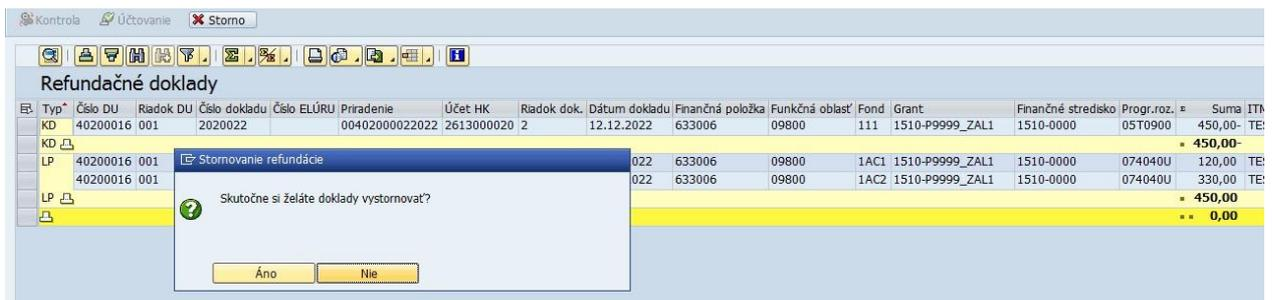 Kontrola Účtovanie Storno
Refundačné doklady
Typ Číslo DU Riadok DU Číslo dokladu Číslo ELÚRU Priradenie Účet HK Riadok dok. Dátum dokladu Finančná položka Funkčná oblasť Fond Grant Finančné stredisko Progr.roz. Σ Suma ITM
KD 40200016 001 2020022 00402000022022 2613000020 2 12.12.2022 633006 09800 111 1510-P9999_ZAL1 1510-0000 05T0900 450,00-
KD 450,00-
LP 40200016 001 022 633006 09800 1AC1 1510-P9999_ZAL1 1510-0000 074040U 120,00
40200016 001 022 633006 09800 1AC2 1510-P9999_ZAL1 1510-0000 074040U 330,00
LP 450,00
0,00
Stornovanie refundácie
Skutočne si želáte doklady vystornovať?
Áno Nie